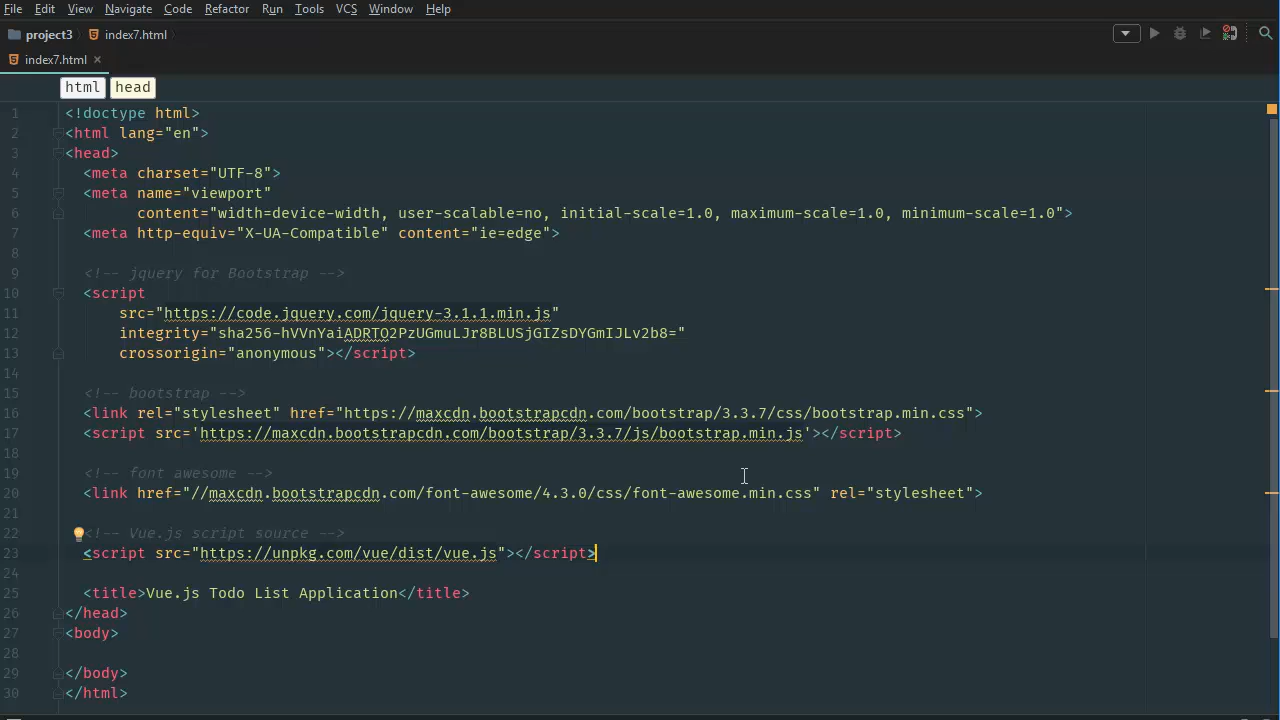 File Edit View Navigate Code Refactor Run Tools VCS Window Help
project3 index7.html
index7.html
html head
1 <!doctype html>
2 <html lang="en">
3 <head>
4 <meta charset="UTF-8">
5 <meta name="viewport"
6 content="width=device-width, user-scalable=no, initial-scale=1.0, maximum-scale=1.0, minimum-scale=1.0">
7 <meta http-equiv="X-UA-Compatible" content="ie=edge">
8
9 <!-- jquery for Bootstrap -->
10 <script
11 src="https://code.jquery.com/jquery-3.1.1.min.js"
12 integrity="sha256-hVVnYaiADRTO2PzUGmuLJr8BLUSjGIZsDYGmIJLv2b8="
13 crossorigin="anonymous"></script>
14
15 <!-- bootstrap -->
16 <link rel="stylesheet" href="https://maxcdn.bootstrapcdn.com/bootstrap/3.3.7/css/bootstrap.min.css">
17 <script src='https://maxcdn.bootstrapcdn.com/bootstrap/3.3.7/js/bootstrap.min.js'></script>
18
19 <!-- font awesome -->
20 <link href="//maxcdn.bootstrapcdn.com/font-awesome/4.3.0/css/font-awesome.min.css" rel="stylesheet">
21
22 <!-- Vue.js script source -->
23 <script src="https://unpkg.com/vue/dist/vue.js"></script>
24
25 <title>Vue.js Todo List Application</title>
26 </head>
27 <body>
28
29 </body>
30 </html>